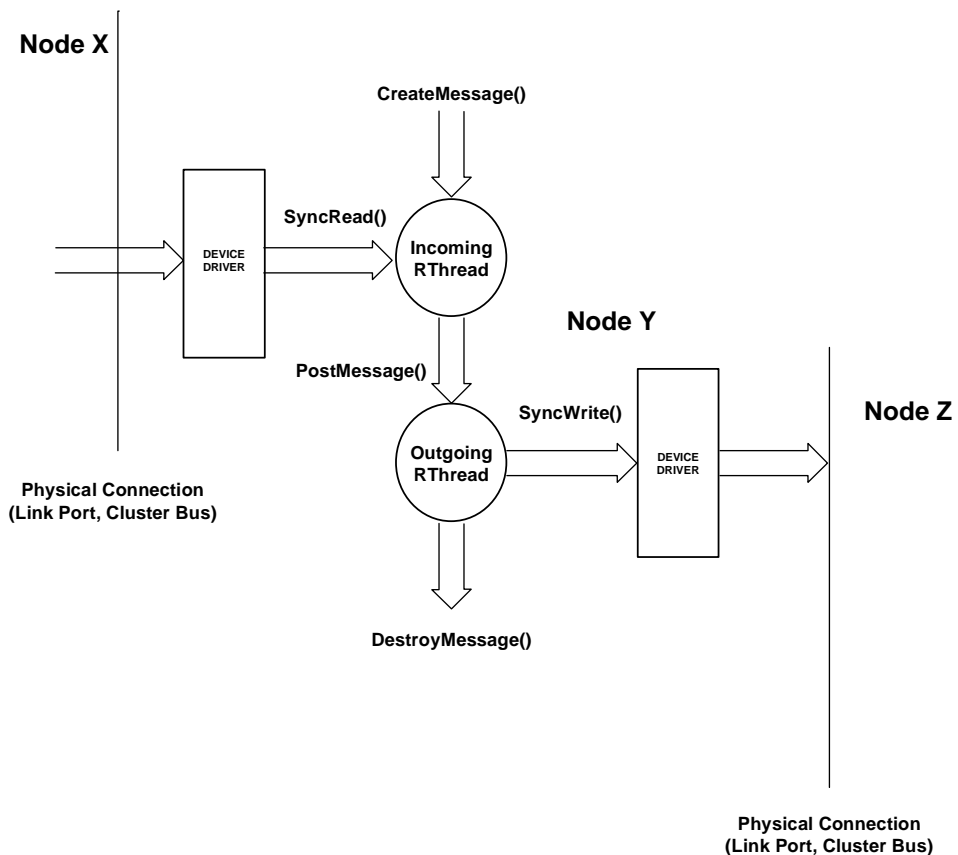 Node X
CreateMessage()
SyncRead()
DEVICE
DRIVER
Incoming
RThread
Node Y
PostMessage()
SyncWrite()
Node Z
Outgoing
RThread
DEVICE
DRIVER
Physical Connection
(Link Port, Cluster Bus)
DestroyMessage()
Physical Connection
(Link Port, Cluster Bus)